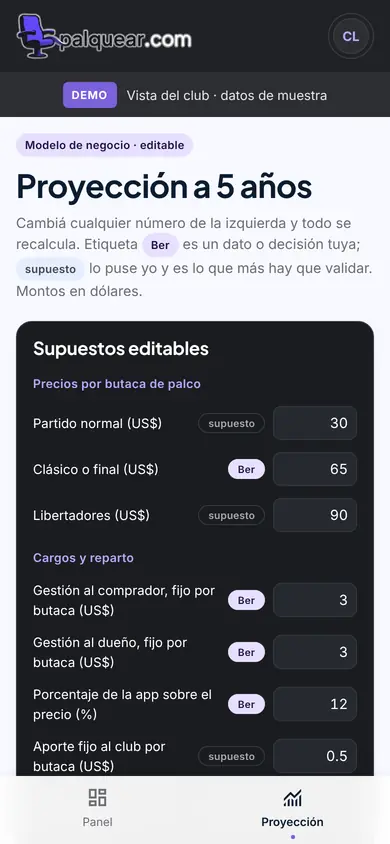 espalquear.com
CL
DEMO Vista del club · datos de muestra
Modelo de negocio · editable
Proyección a 5 años
Cambiá cualquier número de la izquierda y todo se
recalcula. Etiqueta Ber es un dato o decisión tuya;
supuesto lo puse yo y es lo que más hay que validar.
Montos en dólares.
Supuestos editables
Precios por butaca de palco
Partido normal (US$) supuesto 30
Clásico o final (US$) Ber 65
Libertadores (US$) supuesto 90
Cargos y reparto
Gestión al comprador, fijo por
butaca (US$) Ber 3
Gestión al dueño, fijo por
butaca (US$) Ber 3
Porcentaje de la app sobre el
precio (%) Ber 12
Aporte fijo al club por
butaca (US$) supuesto 0.5
Panel Proyección